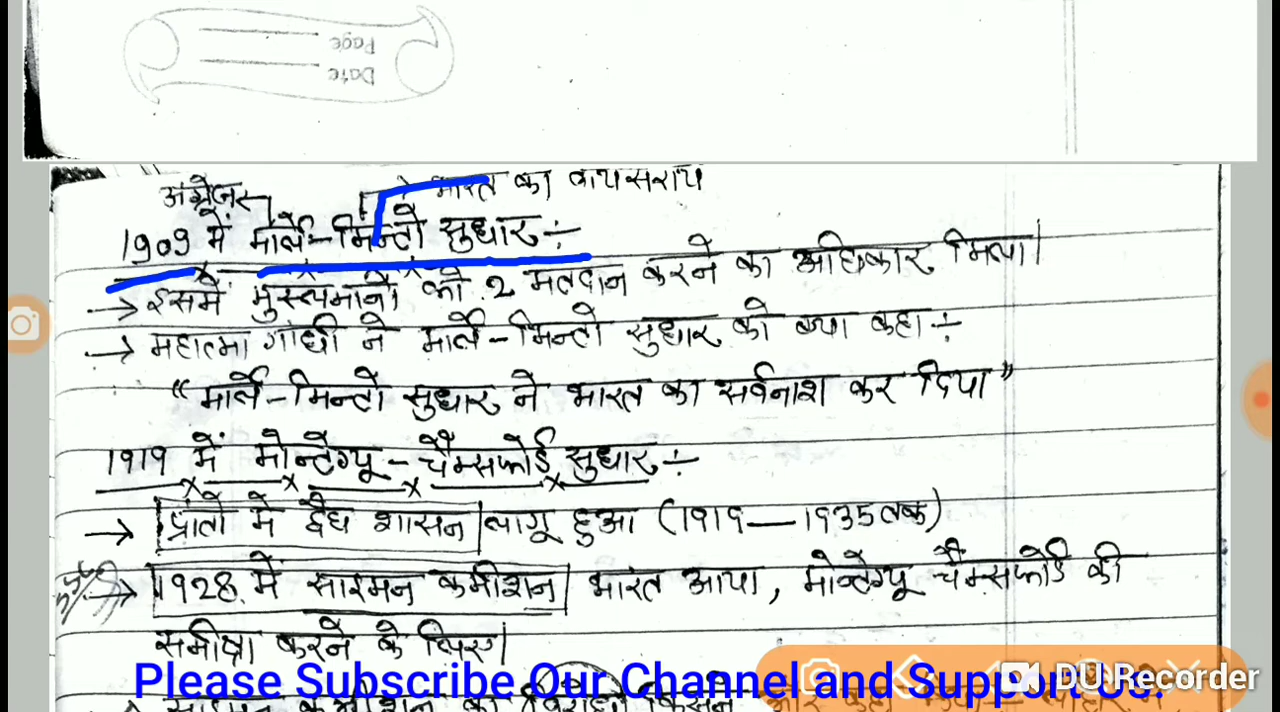 Page
Date
अंग्रेज भारत का वायसराय
1909 में मार्ले-मिन्टो सुधार ÷
→ इसमें मुस्लमानों को 2 मतदान करने का अधिकार मिला।
→ महात्मा गांधी ने मार्ले-मिन्टो सुधार को क्या कहा ÷
"मार्ले-मिन्टो सुधार ने भारत का सर्वनाश कर दिया"
1919 में मोन्टेग्यू-चैम्सफोर्ड सुधार ÷
→ प्रांतो मे द्वैध शासन लागू हुआ (1919—1935 तक)
→ 1928 में साइमन कमीशन भारत आया, मोन्टेग्यू चैम्सफोर्ड की
समीक्षा करने के लिए।
Please Subscribe Our Channel and Support Us.
DU Recorder